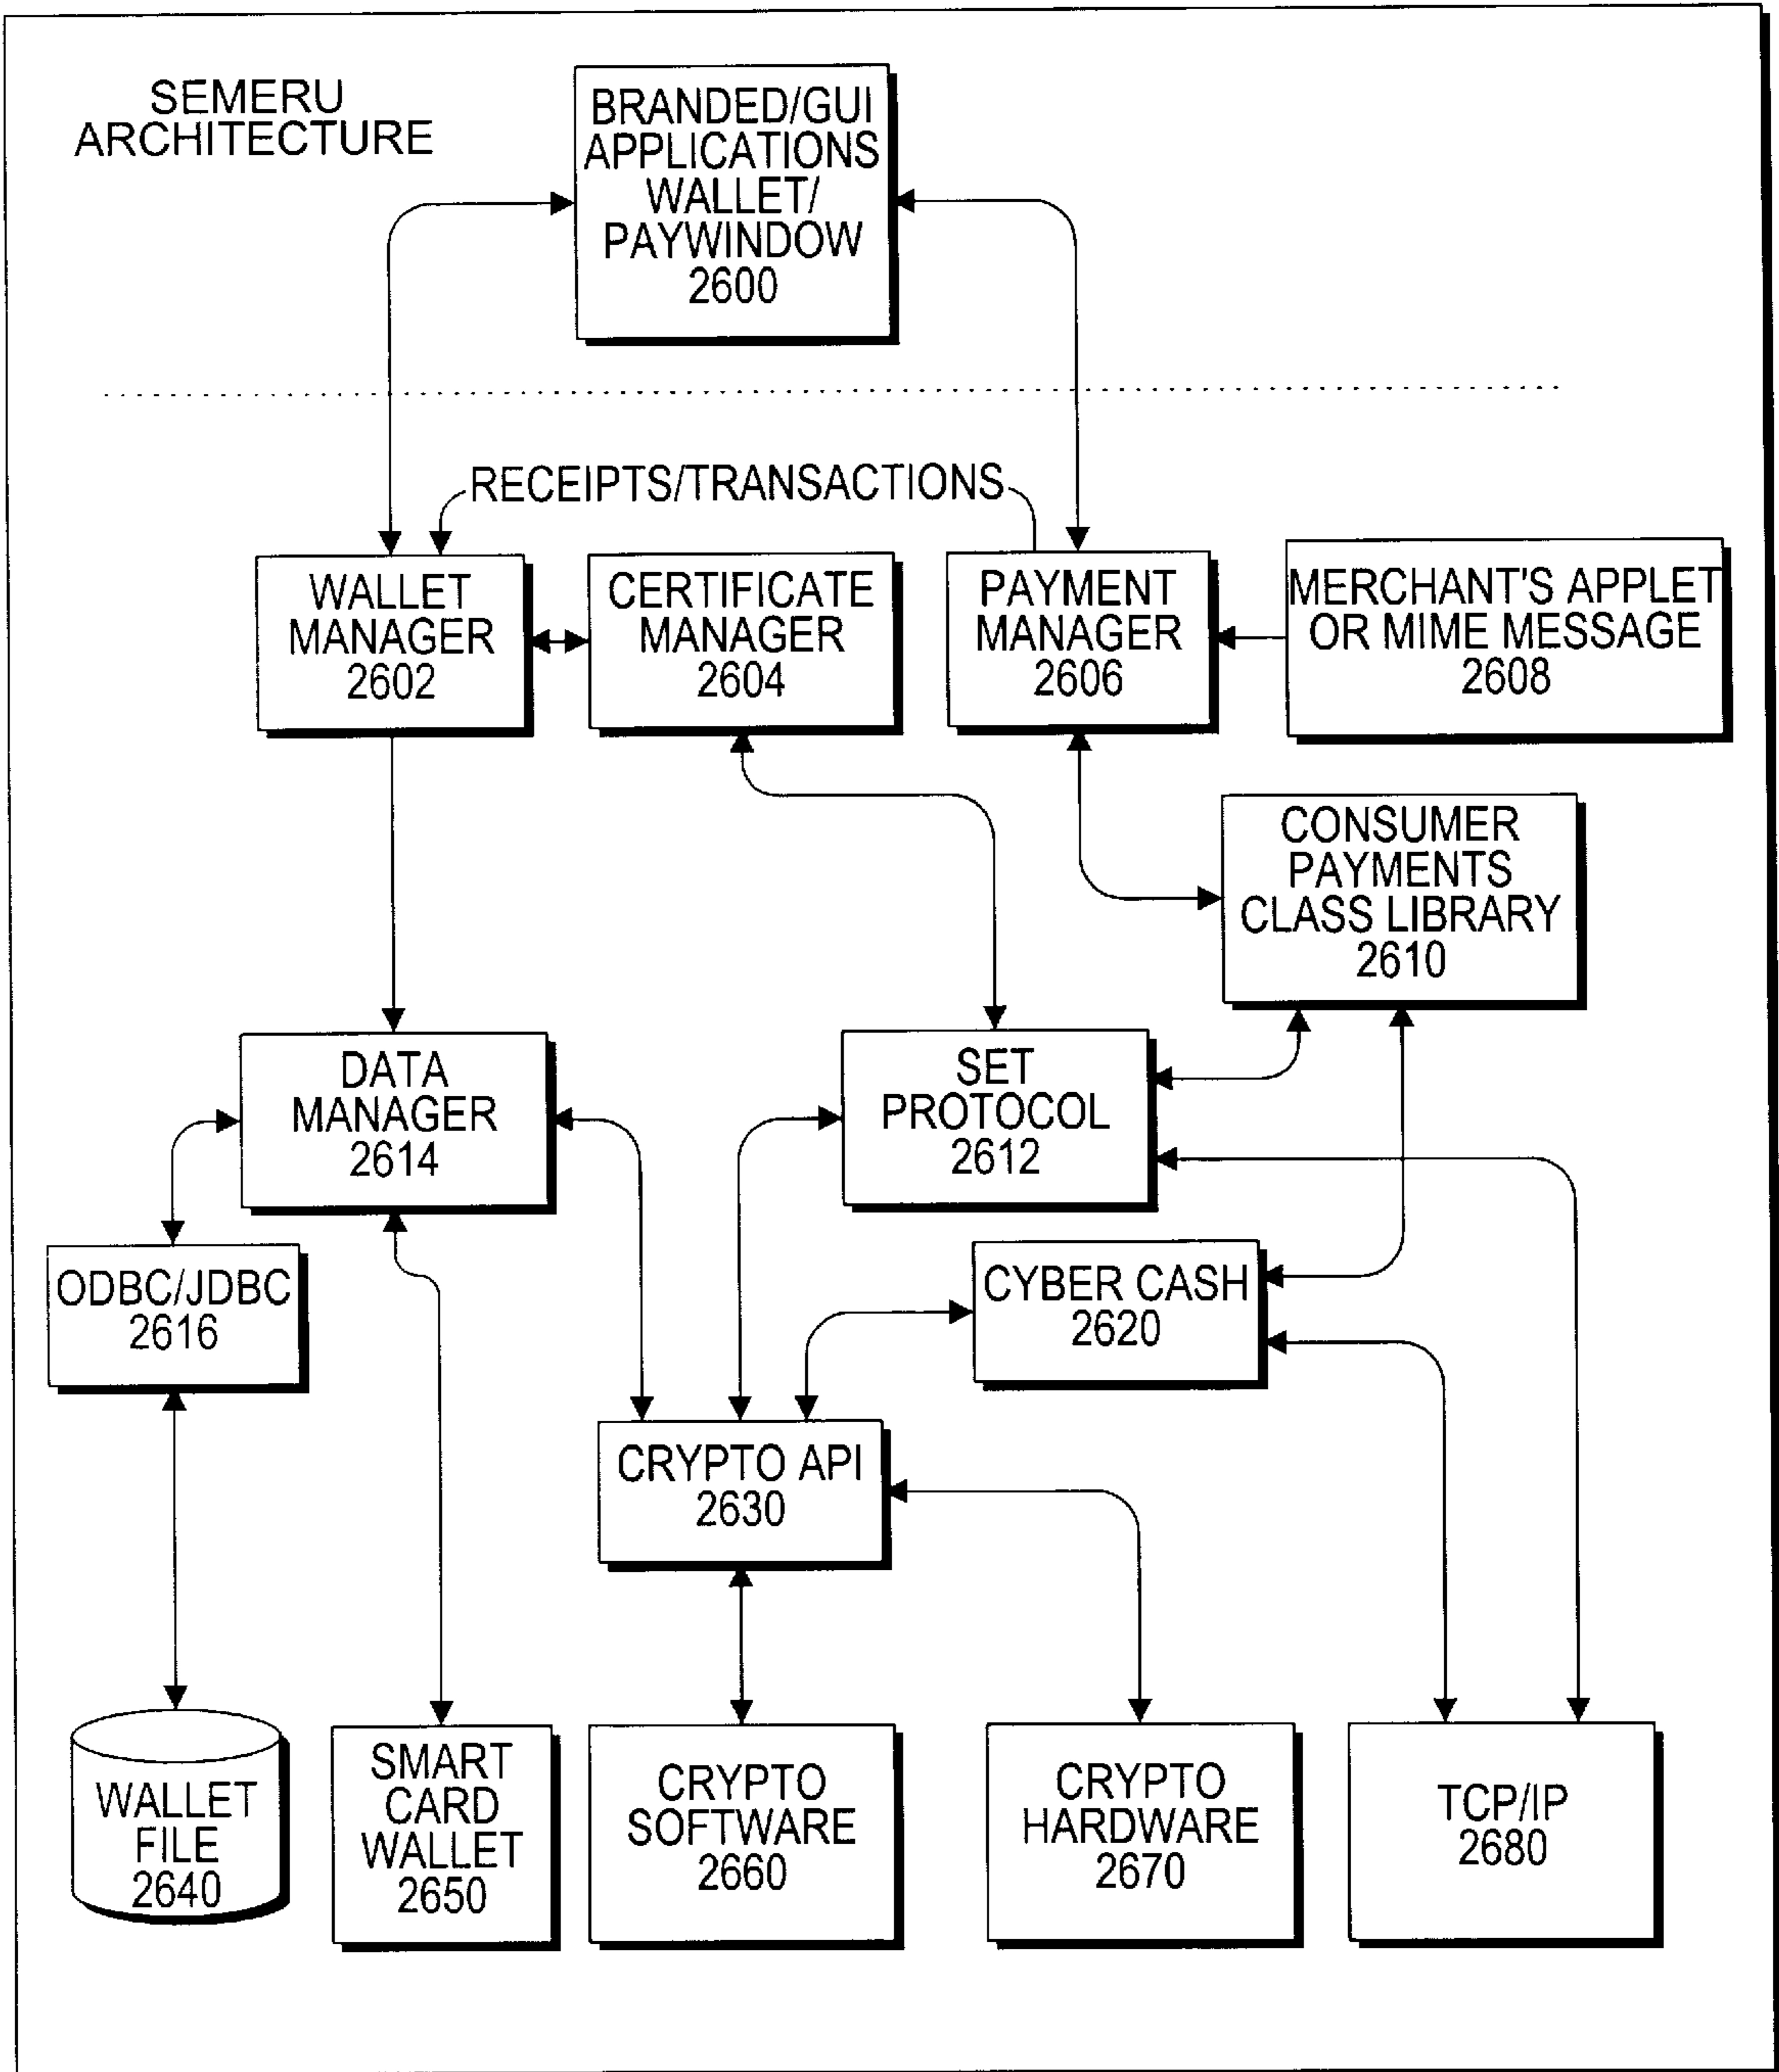 SEMERU
ARCHITECTURE
BRANDED/GUI
APPLICATIONS
WALLET/
PAYWINDOW
2600
RECEIPTS/TRANSACTIONS
WALLET
MANAGER
2602
CERTIFICATE
MANAGER
2604
PAYMENT
MANAGER
2606
MERCHANT'S APPLET
OR MIME MESSAGE
2608
CONSUMER
PAYMENTS
CLASS LIBRARY
2610
DATA
MANAGER
2614
SET
PROTOCOL
2612
ODBC/JDBC
2616
CYBER CASH
2620
CRYPTO API
2630
WALLET
FILE
2640
SMART
CARD
WALLET
2650
CRYPTO
SOFTWARE
2660
CRYPTO
HARDWARE
2670
TCP/IP
2680